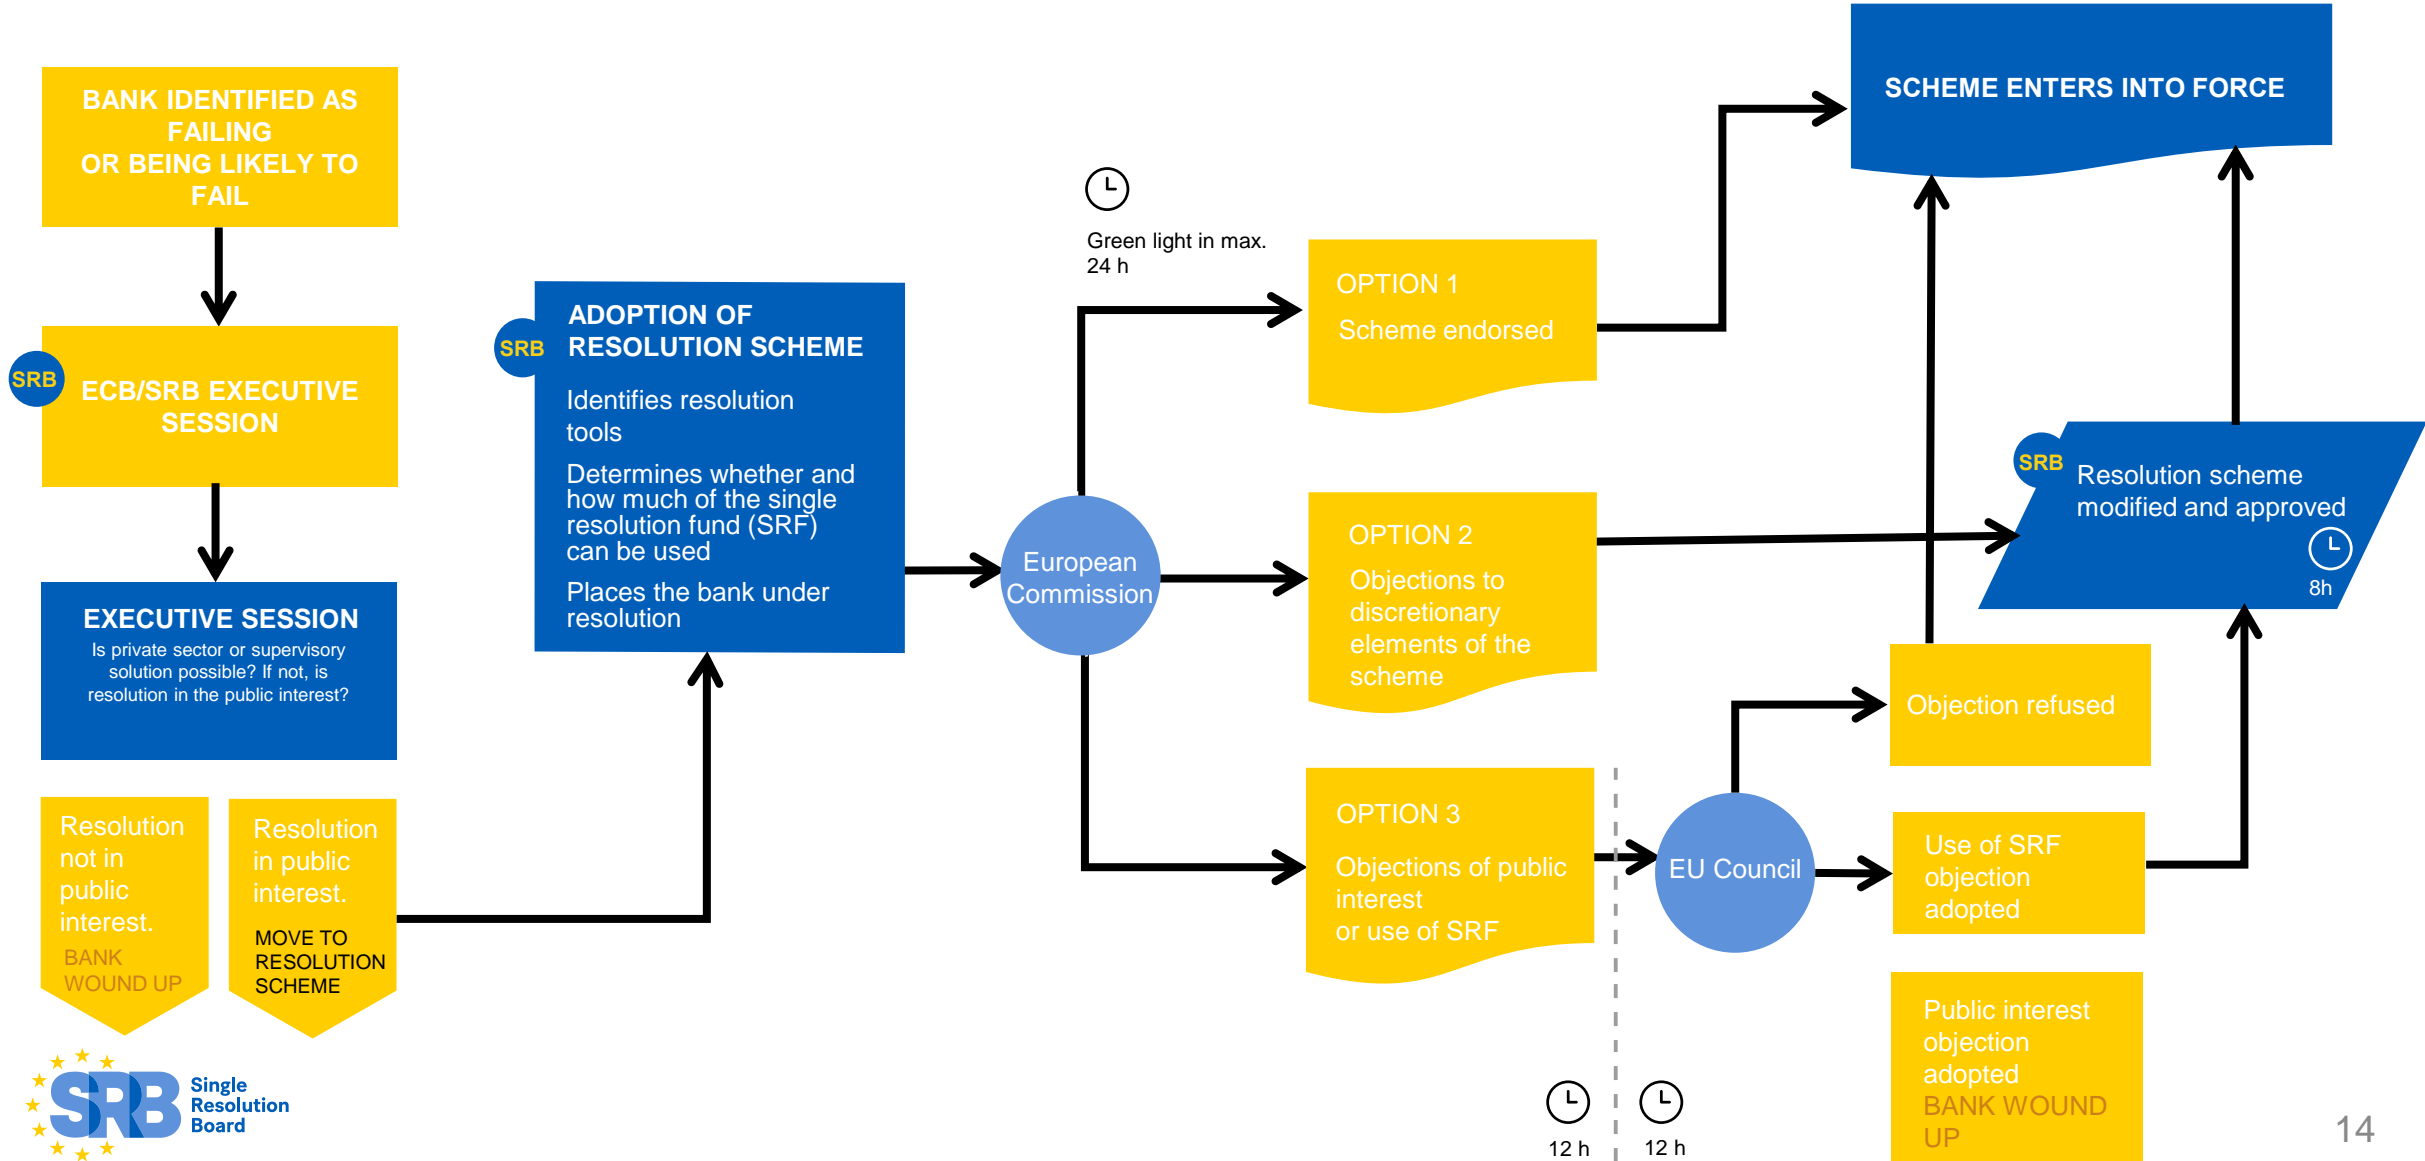 BANK IDENTIFIED AS
FAILING
OR BEING LIKELY TO
FAIL
SRB
ECB/SRB EXECUTIVE
SESSION
EXECUTIVE SESSION
Is private sector or supervisory
solution possible? If not, is
resolution in the public interest?
Resolution
not in
public
interest.
BANK
WOUND UP
Resolution
in public
interest.
MOVE TO
RESOLUTION
SCHEME
SRB
ADOPTION OF
RESOLUTION SCHEME
Identifies resolution
tools
Determines whether and
how much of the single
resolution fund (SRF)
can be used
Places the bank under
resolution
European
Commission
Green light in max.
24 h
OPTION 1
Scheme endorsed
OPTION 2
Objections to
discretionary
elements of the
scheme
OPTION 3
Objections of public
interest
or use of SRF
12 h
12 h
EU Council
SCHEME ENTERS INTO FORCE
SRB
Resolution scheme
modified and approved
8h
Objection refused
Use of SRF
objection
adopted
Public interest
objection
adopted
BANK WOUND
UP
SRB
Single
Resolution
Board
14